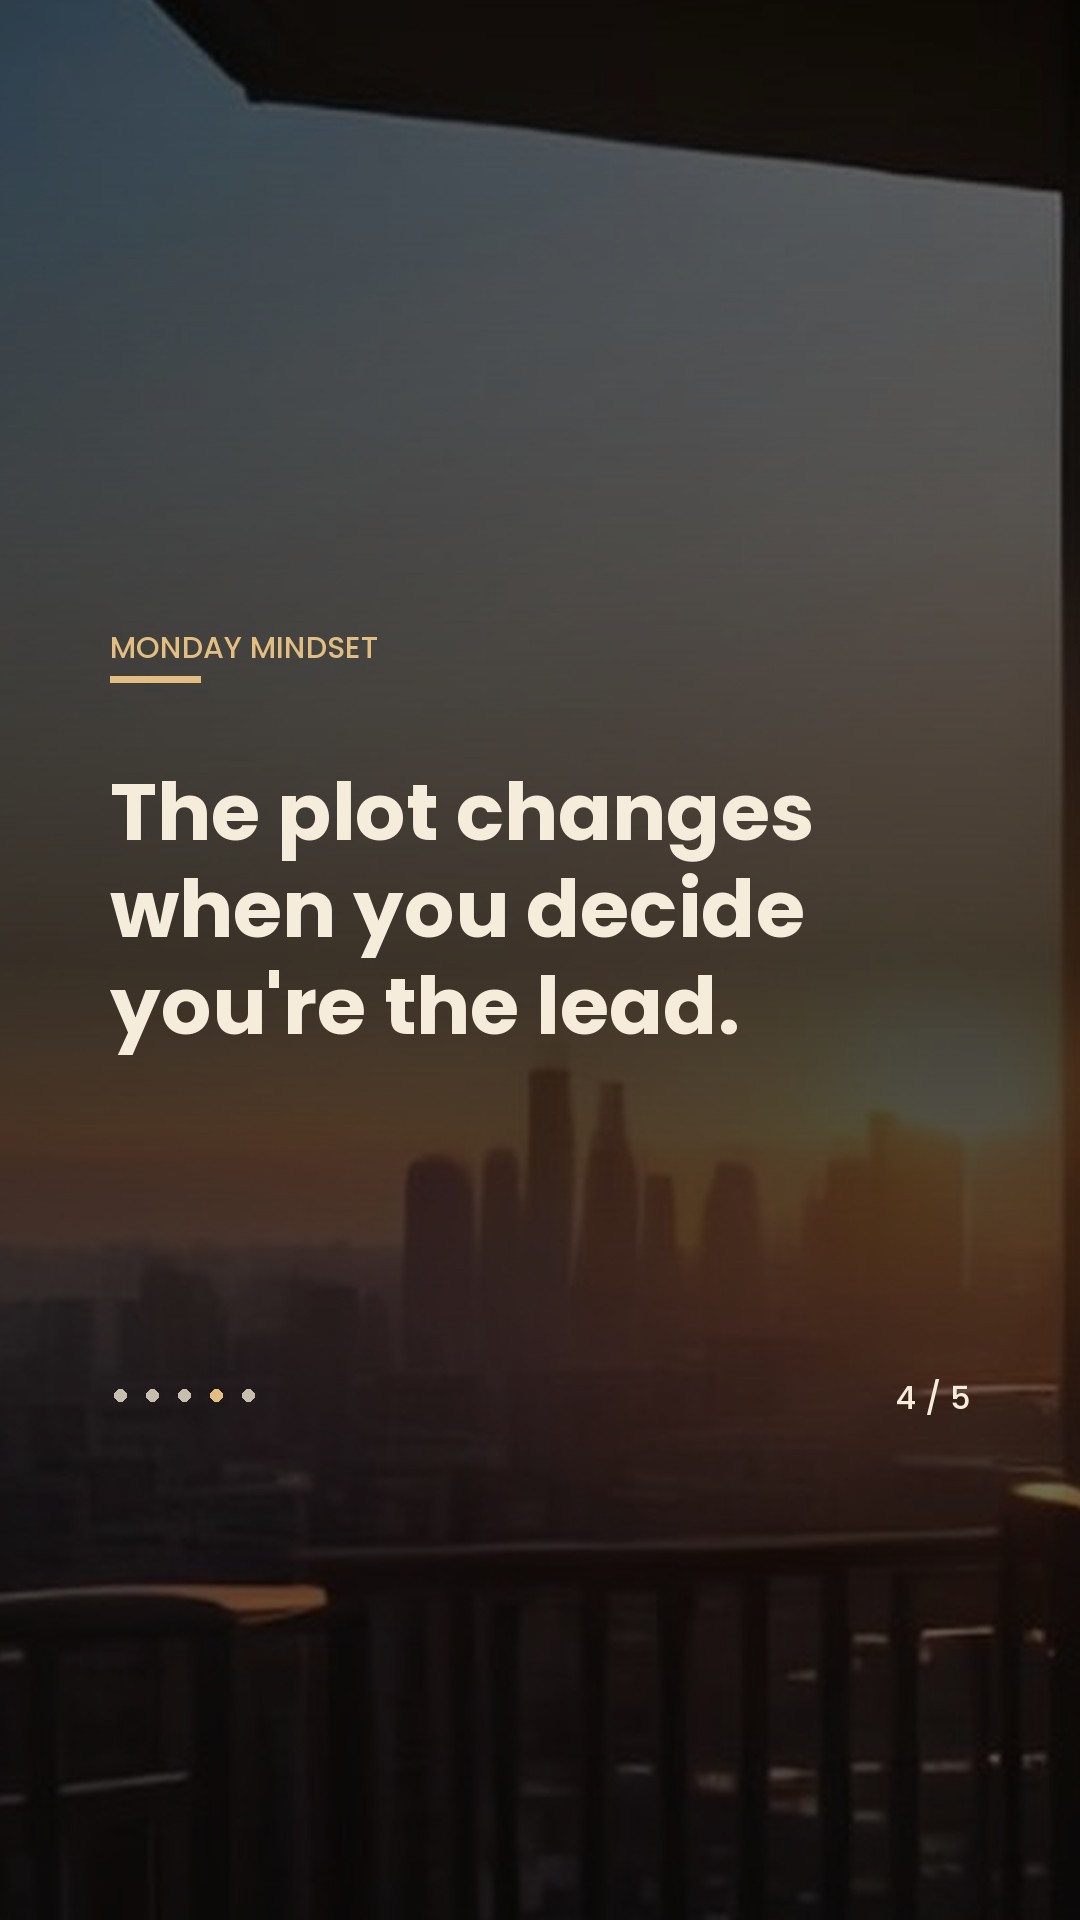 MONDAY MINDSET
The plot changes
when you decide
you're the lead.
4 / 5